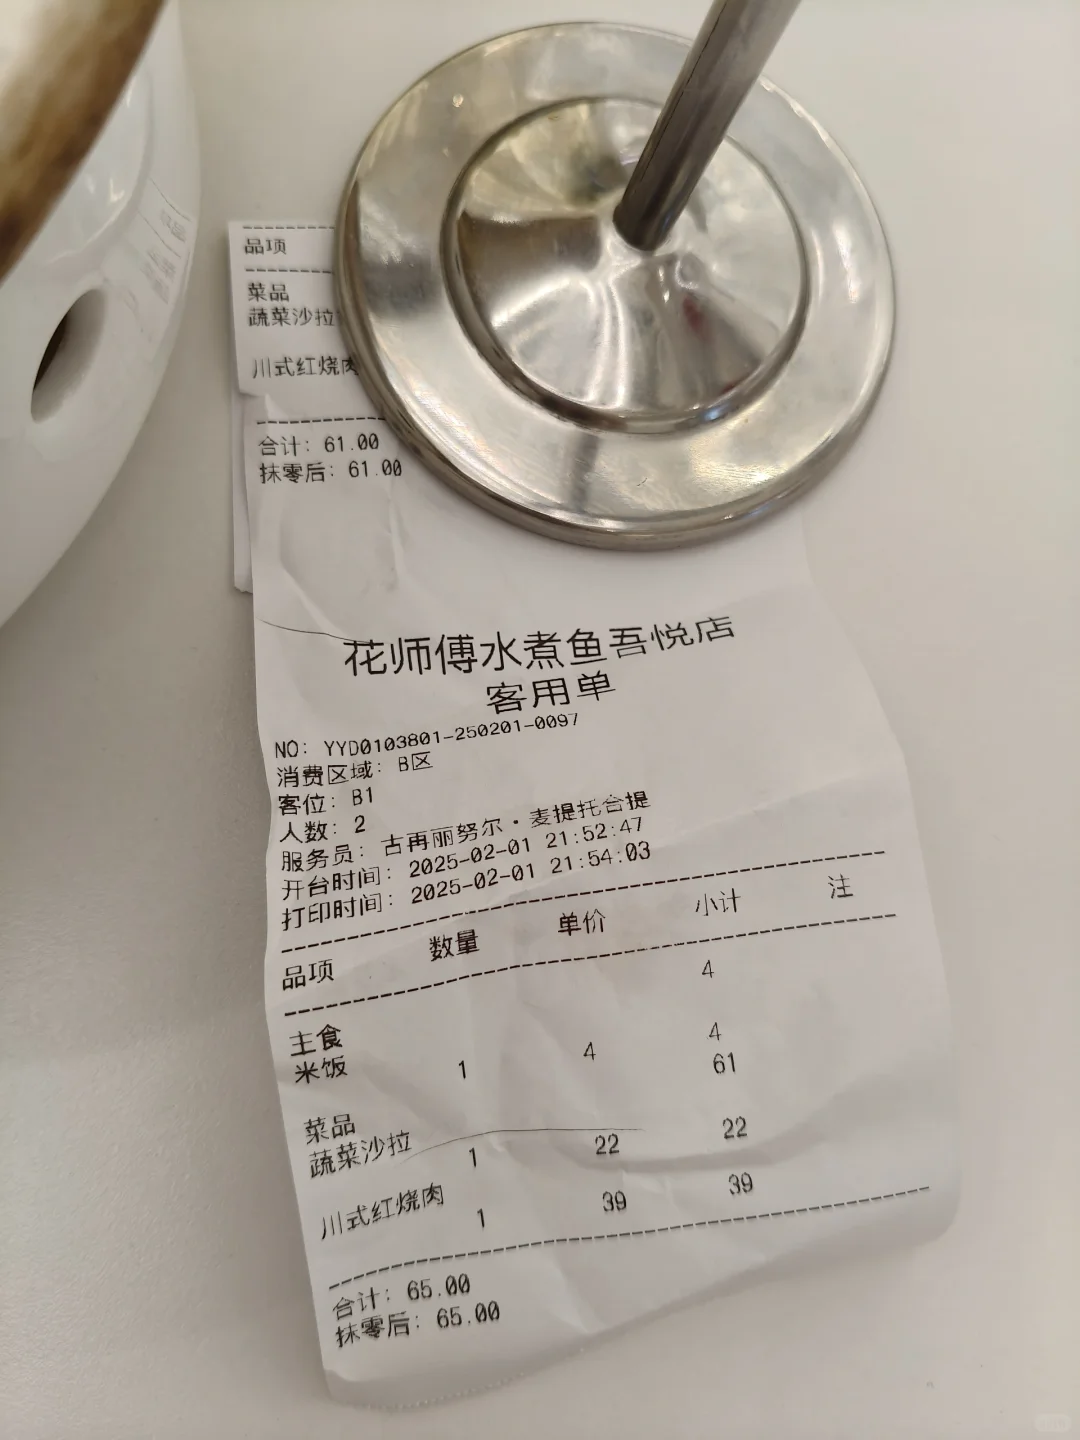 品项
菜品
蔬菜沙拉
川式红烧肉
合计: 61.00
抹零后: 61.00
花师傅水煮鱼吾悦店
客用单
NO: YYD0103801-250201-0097
消费区域: B区
客位: B1
人数: 2
服务员: 古再丽努尔·麦提托合提
开台时间: 2025-02-01 21:52:47
打印时间: 2025-02-01 21:54:03
品项 数量 单价 小计 注
主食 4
米饭 1 4 4
菜品 61
蔬菜沙拉 1 22 22
川式红烧肉 1 39 39
合计: 65.00
抹零后: 65.00